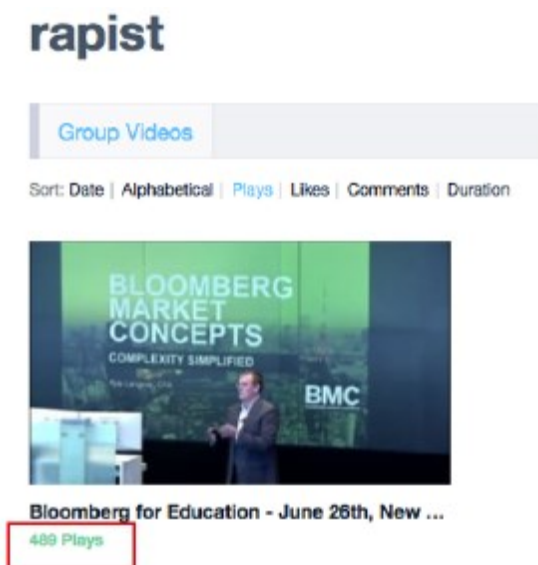 rapist
Group Videos
Sort: Date | Alphabetical | Plays | Likes | Comments | Duration
BLOOMBERG
MARKET
CONCEPTS
COMPLEXITY SIMPLIFIED
BMC
Bloomberg for Education - June 26th, New ...
489 Plays